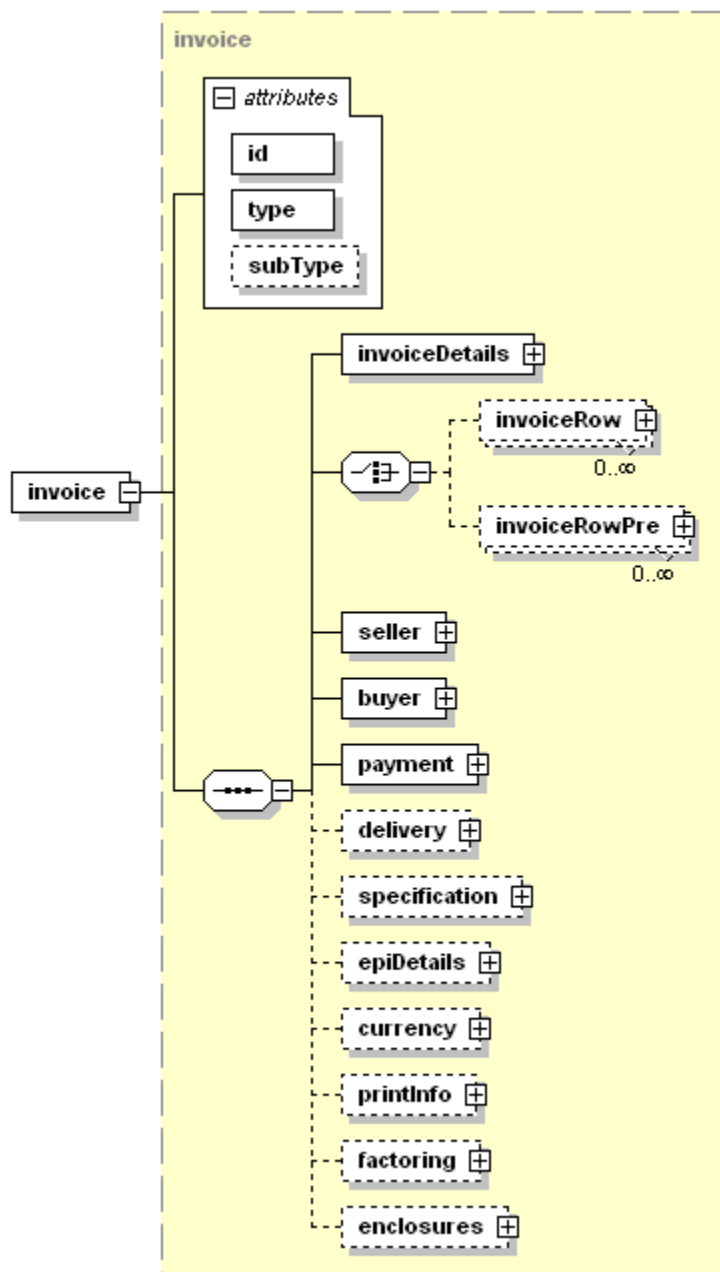 invoice
attributes
id
type
subType
invoiceDetails
invoiceRow
0..∞
invoice
invoiceRowPre
0..∞
seller
buyer
payment
delivery
specification
epiDetails
currency
printInfo
factoring
enclosures